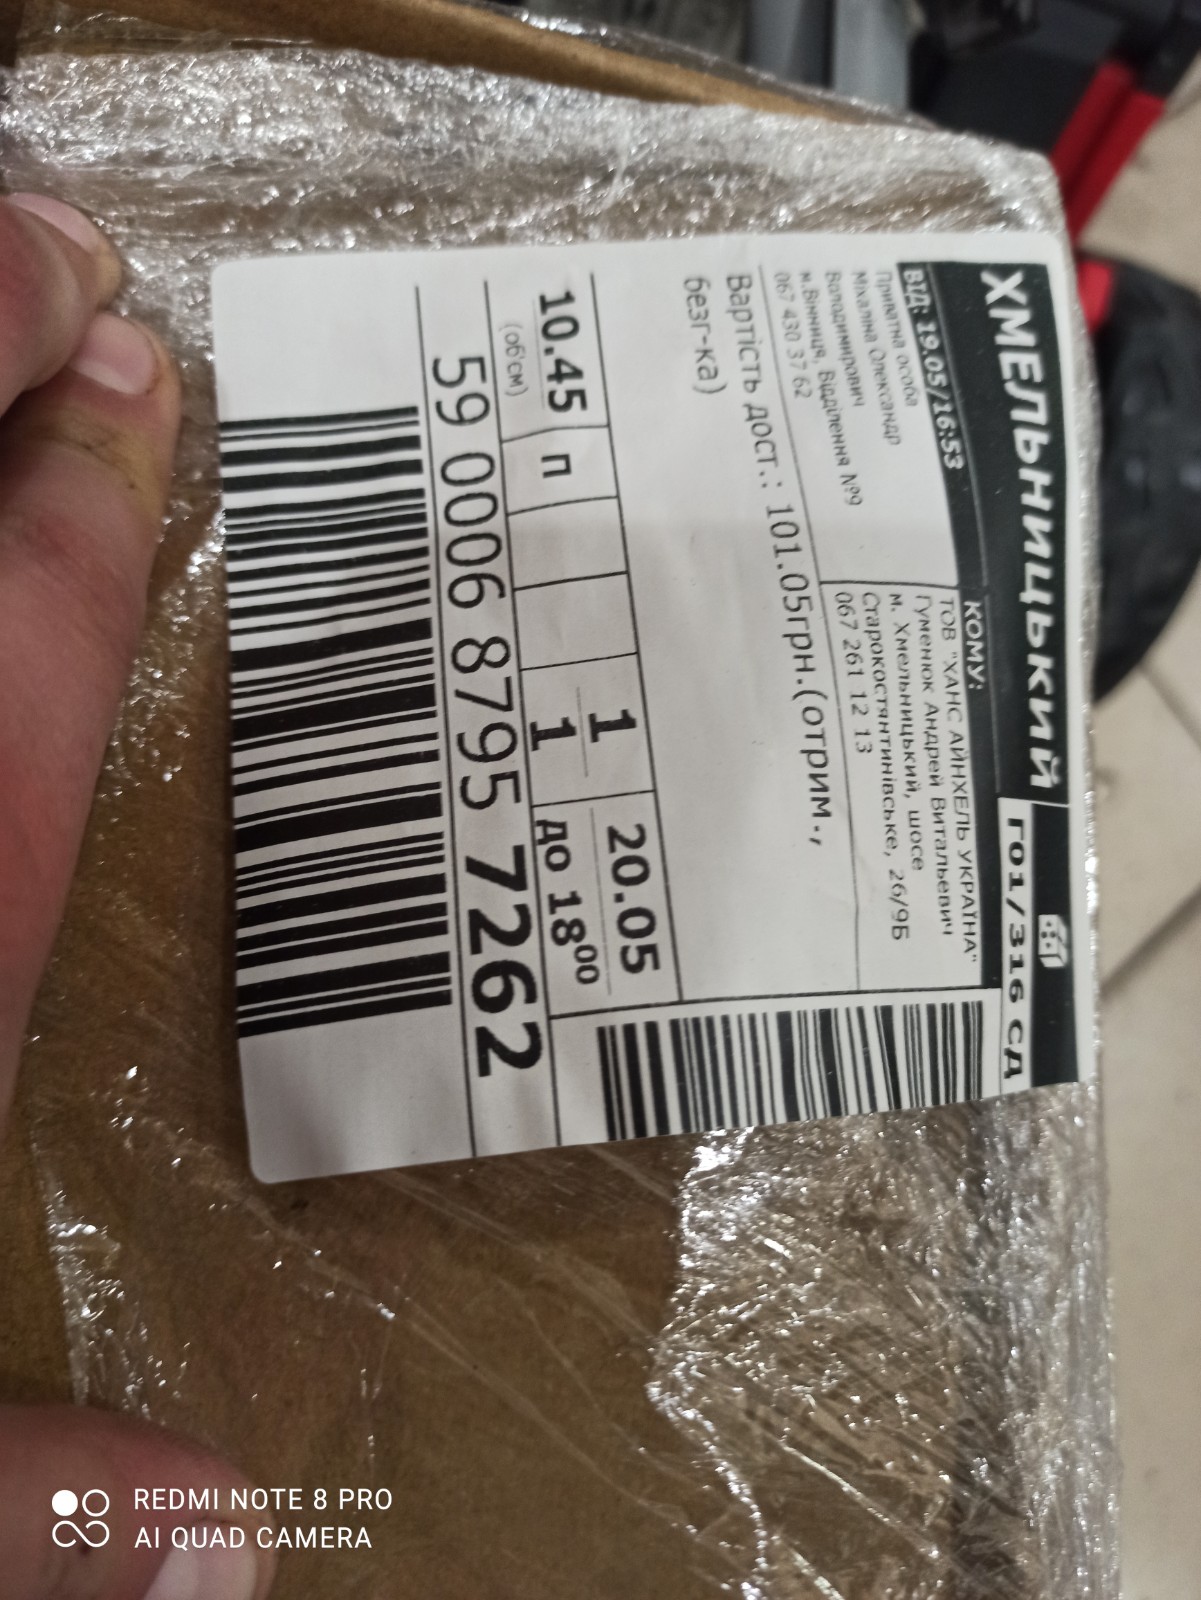 ХМЕЛЬНИЦЬКИЙ
Г01/316 СД
ВІД: 19.05/16:53
Приватна особа
Міхаліна Олександр
Володимирович
м.Вінниця, Відділення №9
067 430 37 62
КОМУ:
ТОВ "ХАНС АЙНХЕЛЬ УКРАЇНА"
Гуменюк Андрей Витальевич
м. Хмельницький, шосе
Старокостянтинівське, 26/9Б
067 261 12 13
Вартість дост.: 101.05грн.(отрим.,
безг-ка)
10.45
(об'єм)
П
1
1
20.05
до 18⁰⁰
59 0006 8795 7262
REDMI NOTE 8 PRO
AI QUAD CAMERA